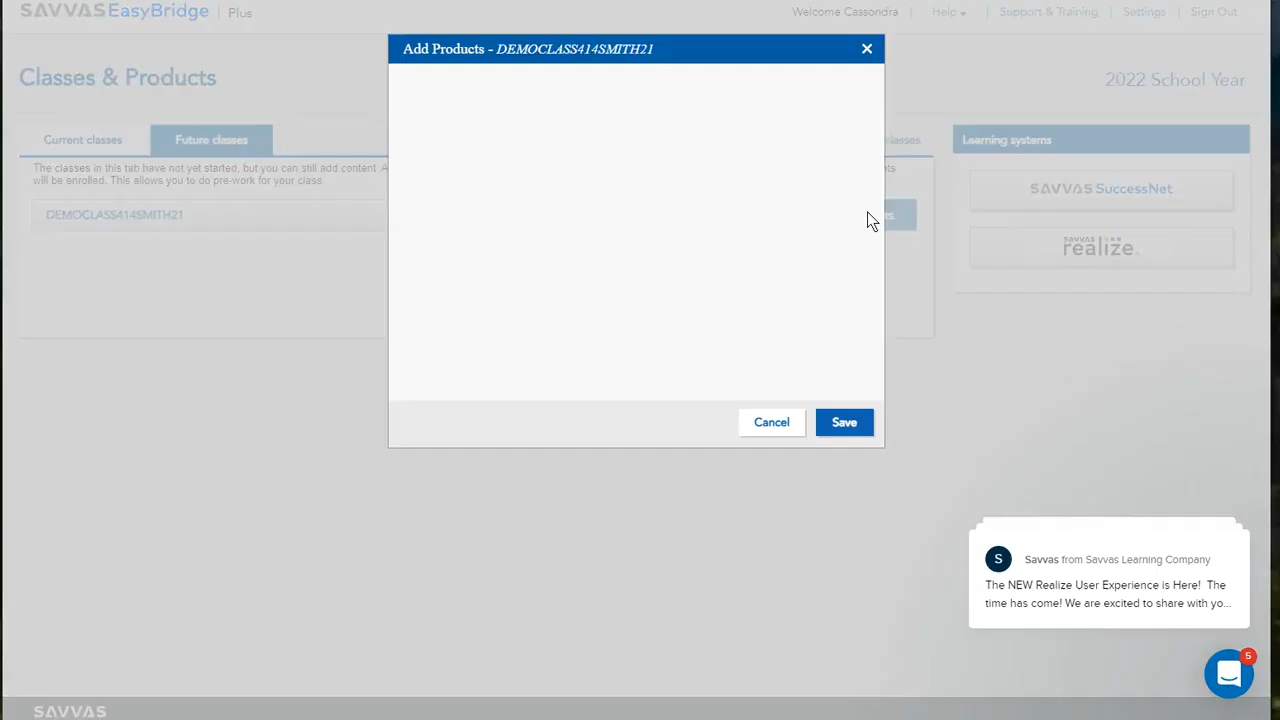 SAVVAS EasyBridge | Plus
Welcome Cassondra | Help | Support & Training | Settings | Sign Out
Add Products - DEMOCLASS414SMITH21
Classes & Products
2022 School Year
Current classes
Future classes
classes
Learning systems
The classes in this tab have not yet started, but you can still add content
will be enrolled. This allows you to do pre-work for your class
DEMOCLASS414SMITH21
SAVVAS SuccessNet
SAVVAS realize.
Cancel
Save
S
Savvas from Savvas Learning Company
The NEW Realize User Experience is Here! The
time has come! We are excited to share with yo...
5
SAVVAS